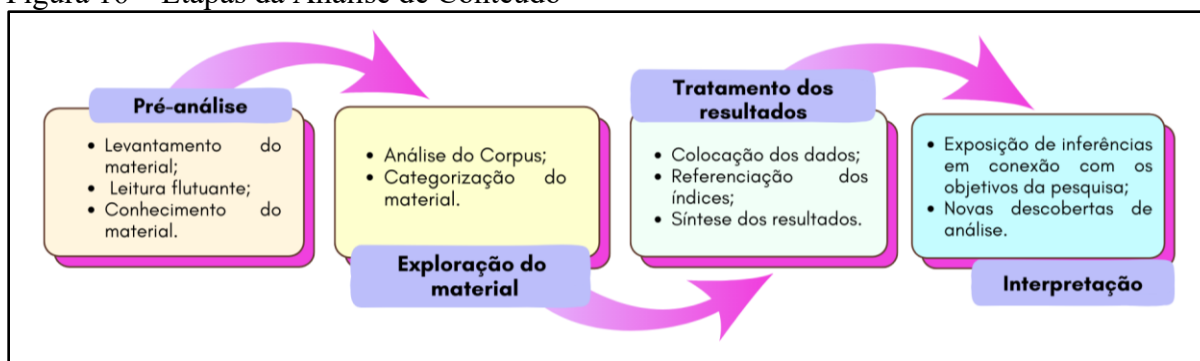 Figura 16 – Etapas da Análise de Conteúdo
Pré-análise
• Levantamento do
material;
• Leitura flutuante;
• Conhecimento do
material.
• Análise do Corpus;
• Categorização do
material.
Exploração do
material
Tratamento dos
resultados
• Colocação dos dados;
• Referenciação dos
índices;
• Síntese dos resultados.
• Exposição de inferências
em conexão com os
objetivos da pesquisa;
• Novas descobertas de
análise.
Interpretação